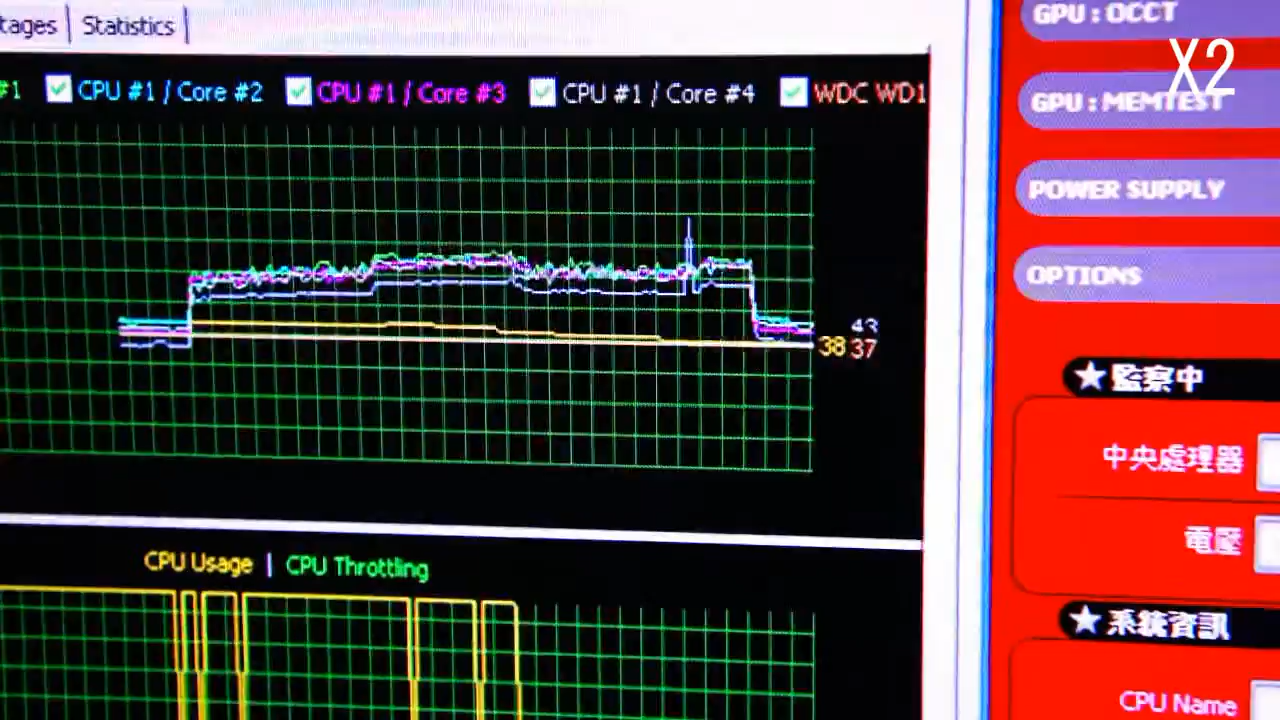 tages Statistics
#1 CPU #1 / Core #2 CPU #1 / Core #3 CPU #1 / Core #4 WDC WD1
43
38 37
CPU Usage | CPU Throttling
GPU : OCCT
X2
GPU : MEMTEST
POWER SUPPLY
OPTIONS
★ 監察中
中央處理器
電壓
★ 系統資訊
CPU Name